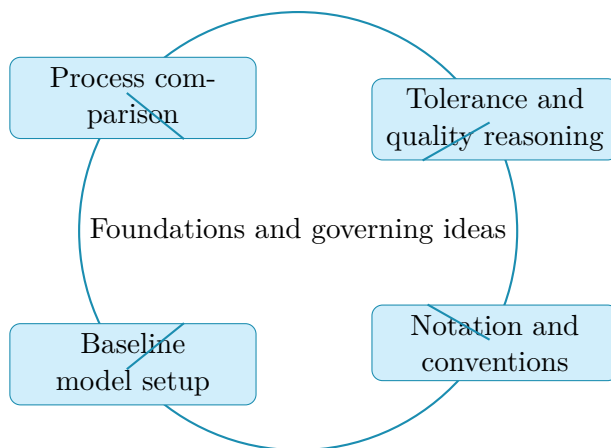 Process com-
parison
Tolerance and
quality reasoning
Foundations and governing ideas
Baseline
model setup
Notation and
conventions